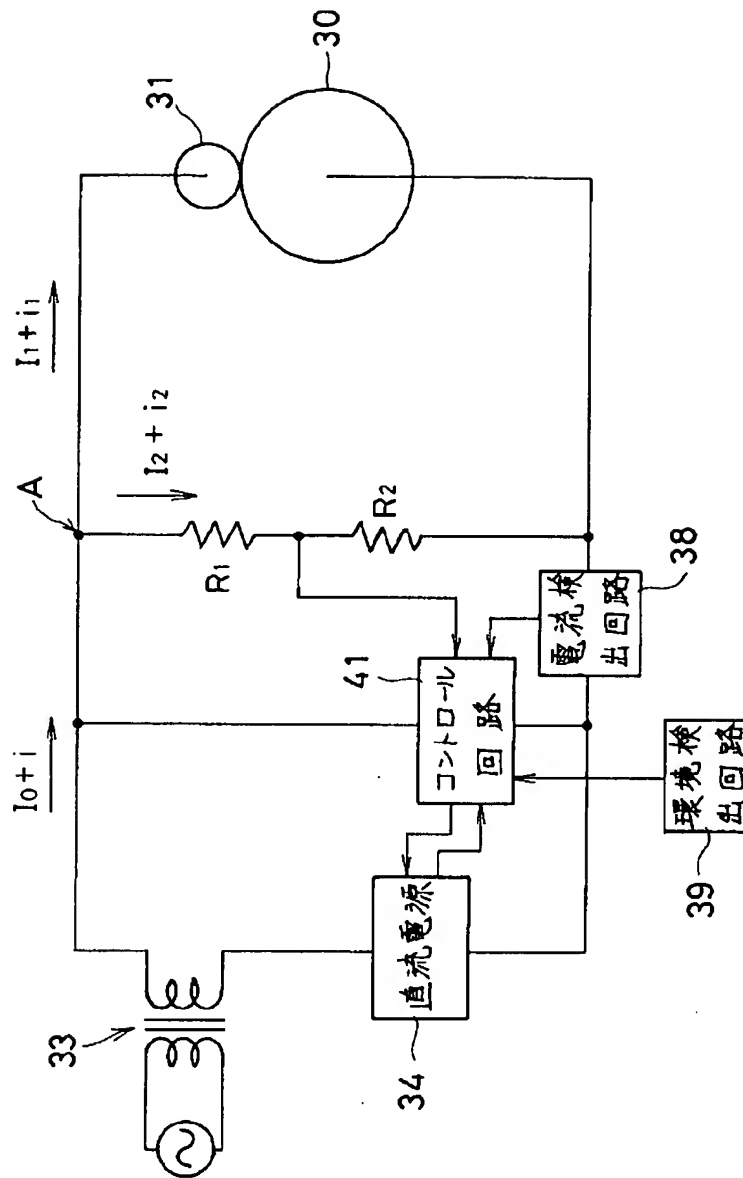 33
I₀+i
A
I₁+i₁
I₂+i₂
31
30
R₁
R₂
41
コントロール
回路
34
直流電源
38
電流検
出回路
39
環境検
出回路